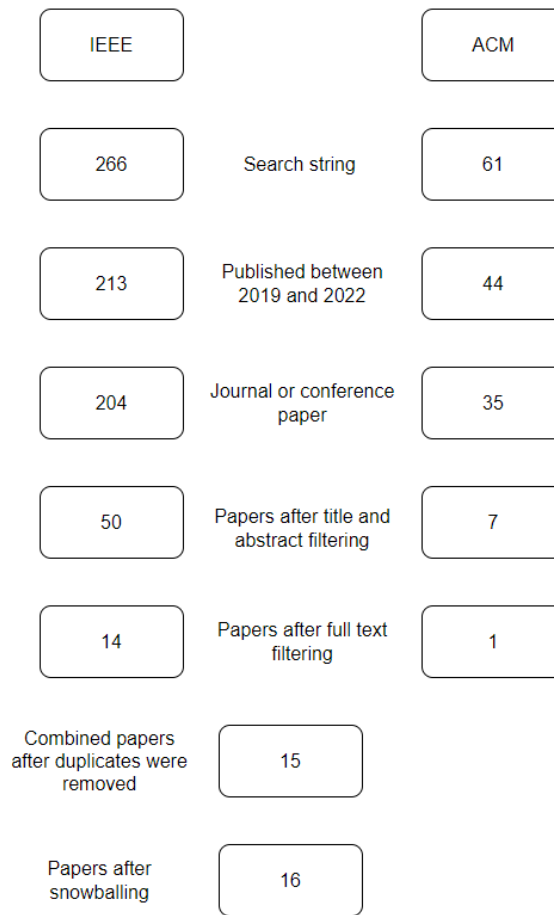 IEEE
ACM
266
Search string
61
213
Published between
2019 and 2022
44
204
Journal or conference
paper
35
50
Papers after title and
abstract filtering
7
14
Papers after full text
filtering
1
Combined papers
after duplicates were
removed
15
Papers after
snowballing
16